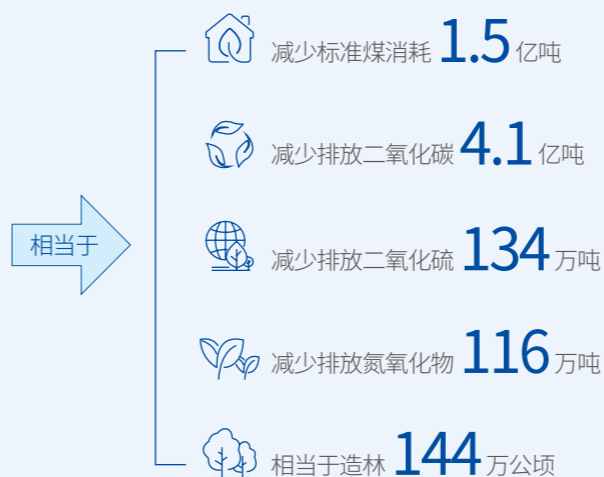 相当于
减少标准煤消耗 1.5 亿吨
减少排放二氧化碳 4.1 亿吨
减少排放二氧化硫 134 万吨
减少排放氮氧化物 116 万吨
相当于造林 144 万公顷